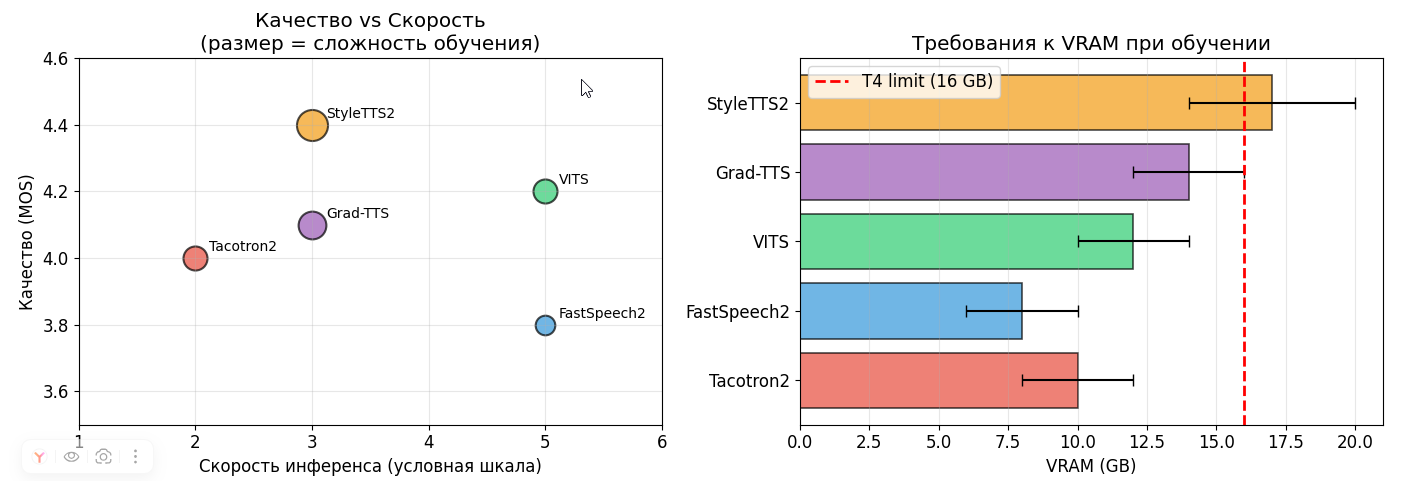 Качество vs Скорость
(размер = сложность обучения)
4.6
4.4
4.2
4.0
3.8
3.6
Качество (MOS)
StyleTTS2
VITS
Grad-TTS
Tacotron2
FastSpeech2
1
2
3
4
5
6
Скорость инференса (условная шкала)
Y
Требования к VRAM при обучении
T4 limit (16 GB)
StyleTTS2
Grad-TTS
VITS
FastSpeech2
Tacotron2
0.0
2.5
5.0
7.5
10.0
12.5
15.0
17.5
20.0
VRAM (GB)